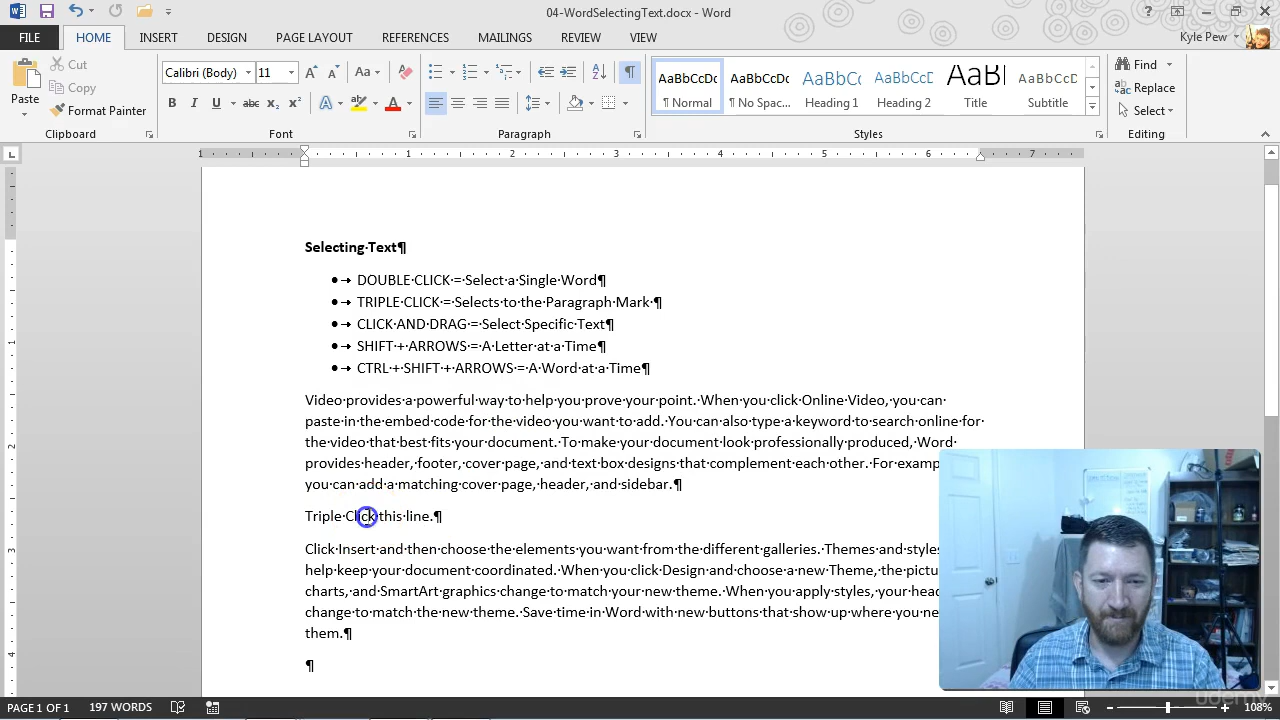 04-WordSelectingText.docx - Word
FILE HOME INSERT DESIGN PAGE LAYOUT REFERENCES MAILINGS REVIEW VIEW Kyle Pew
Paste Cut Copy Format Painter
Calibri (Body) 11
AaBbCcDc AaBbCcDc AaBbCc AaBbCcD AaB AaBbCcD
¶ Normal ¶ No Spac... Heading 1 Heading 2 Title Subtitle
Find Replace Select
Clipboard Font Paragraph Styles Editing
1 1 2 3 4 5 6 7
Selecting·Text¶
DOUBLE·CLICK·=·Select·a·Single·Word¶
TRIPLE·CLICK·=·Selects·to·the·Paragraph·Mark·¶
CLICK·AND·DRAG·=·Select·Specific·Text¶
SHIFT·+·ARROWS·=·A·Letter·at·a·Time¶
CTRL·+·SHIFT·+·ARROWS·=·A·Word·at·a·Time¶
Video·provides·a·powerful·way·to·help·you·prove·your·point.·When·you·click·Online·Video,·you·can·
paste·in·the·embed·code·for·the·video·you·want·to·add.·You·can·also·type·a·keyword·to·search·online·for·
the·video·that·best·fits·your·document.·To·make·your·document·look·professionally·produced,·Word·
provides·header,·footer,·cover·page,·and·text·box·designs·that·complement·each·other.·For·examp
you·can·add·a·matching·cover·page,·header,·and·sidebar.¶
Triple·Click·this·line.¶
Click·Insert·and·then·choose·the·elements·you·want·from·the·different·galleries.·Themes·and·styles
help·keep·your·document·coordinated.·When·you·click·Design·and·choose·a·new·Theme,·the·pictu
charts,·and·SmartArt·graphics·change·to·match·your·new·theme.·When·you·apply·styles,·your·head
change·to·match·the·new·theme.·Save·time·in·Word·with·new·buttons·that·show·up·where·you·ne
them.¶
¶
udemy
PAGE 1 OF 1 197 WORDS 108%